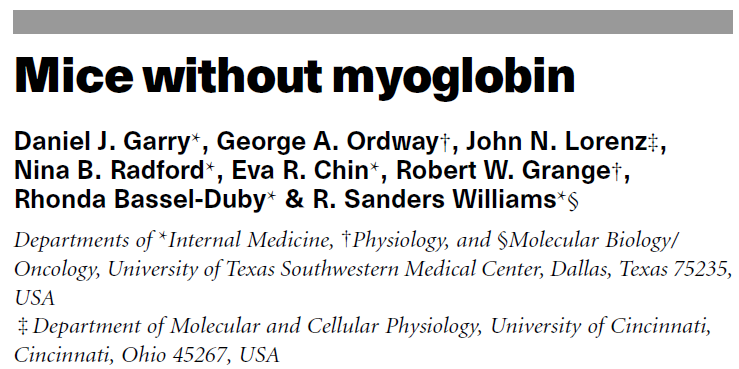 Mice without myoglobin
Daniel J. Garry*, George A. Ordway†, John N. Lorenz‡,
Nina B. Radford*, Eva R. Chin*, Robert W. Grange†,
Rhonda Bassel-Duby* & R. Sanders Williams*§
Departments of *Internal Medicine, †Physiology, and §Molecular Biology/
Oncology, University of Texas Southwestern Medical Center, Dallas, Texas 75235,
USA
‡ Department of Molecular and Cellular Physiology, University of Cincinnati,
Cincinnati, Ohio 45267, USA